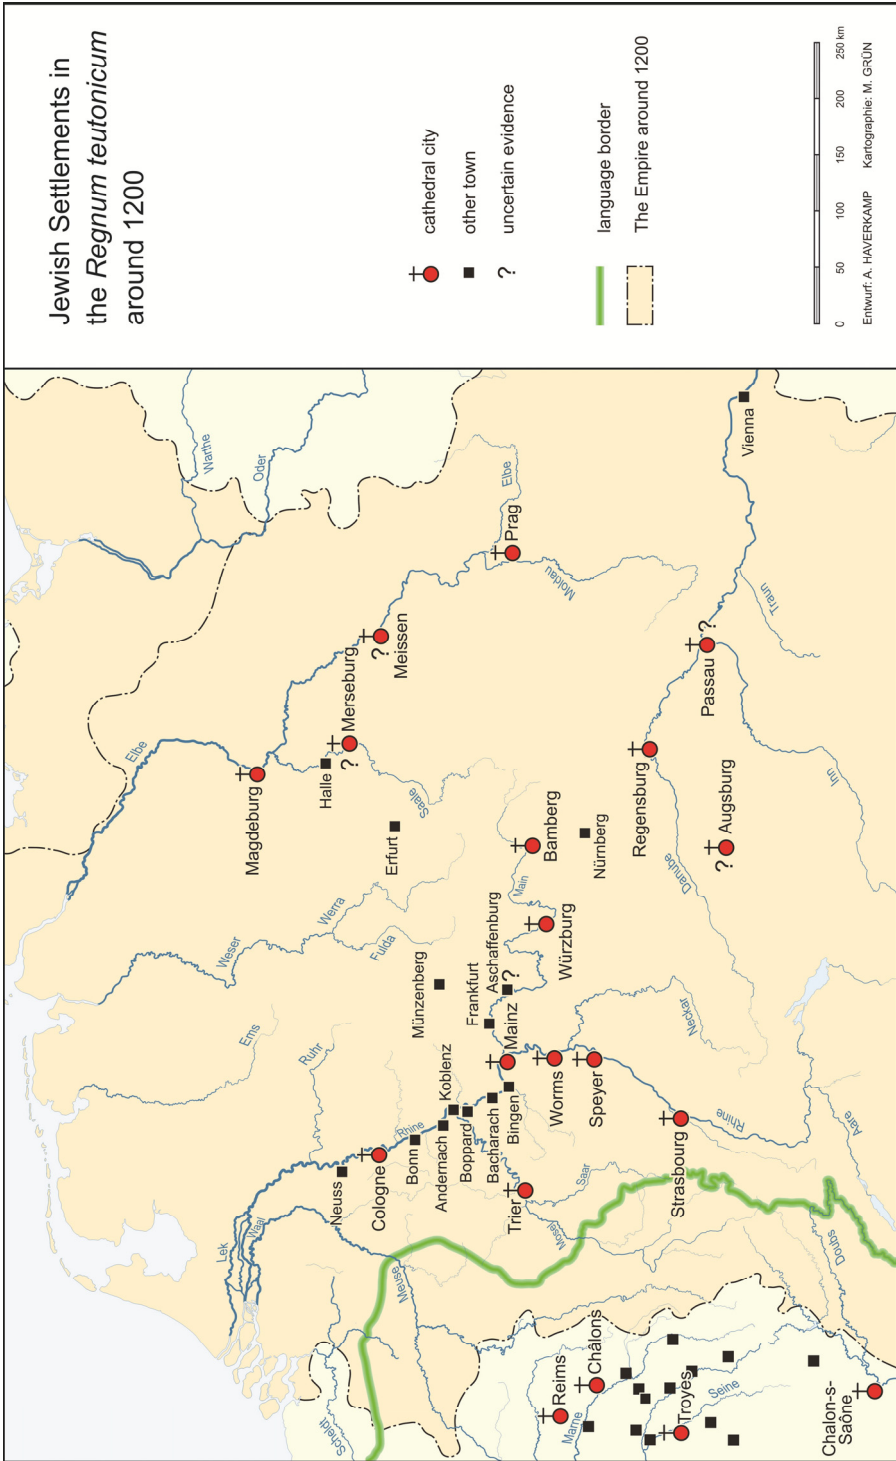 Jewish Settlements in
the Regnum teutonicum
around 1200
cathedral city
other town
? uncertain evidence
language border
The Empire around 1200
0 50 100 150 200 250 km
Entwurf: A. HAVERKAMP Kartographie: M. GRÜN
Warthe
Oder
Elbe
Elbe
Prag
Moldau
Vienna
Traun
Meissen
?
Merseburg
?
Halle
Saale
Magdeburg
Passau
?
Inn
Regensburg
Augsburg
?
Danube
Erfurt
Bamberg
Nürnberg
Main
Würzburg
Weser
Werra
Fulda
Münzenberg
Frankfurt
Aschaffenburg
?
Mainz
Neckar
Ems
Ruhr
Koblenz
Rhine
Bonn
Andernach
Boppard
Bacharach
Bingen
Worms
Speyer
Neuss
Cologne
Trier
Saar
Mosel
Strasbourg
Rhine
Aare
Lek
Waal
Meuse
Doubs
Scheldt
Reims
Châlons
Marne
Troyes
Seine
Chalon-s-
Saône